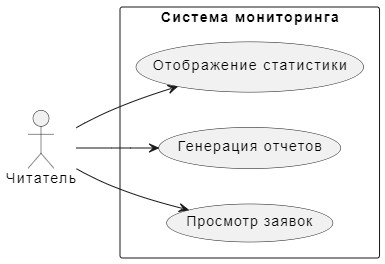 Система мониторинга
Отображение статистики
Генерация отчетов
Читатель
Просмотр заявок